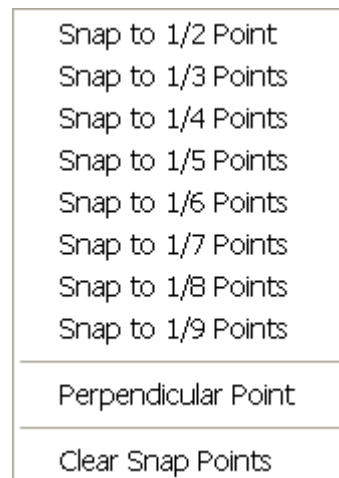 Snap to 1/2 Point
Snap to 1/3 Points
Snap to 1/4 Points
Snap to 1/5 Points
Snap to 1/6 Points
Snap to 1/7 Points
Snap to 1/8 Points
Snap to 1/9 Points
Perpendicular Point
Clear Snap Points